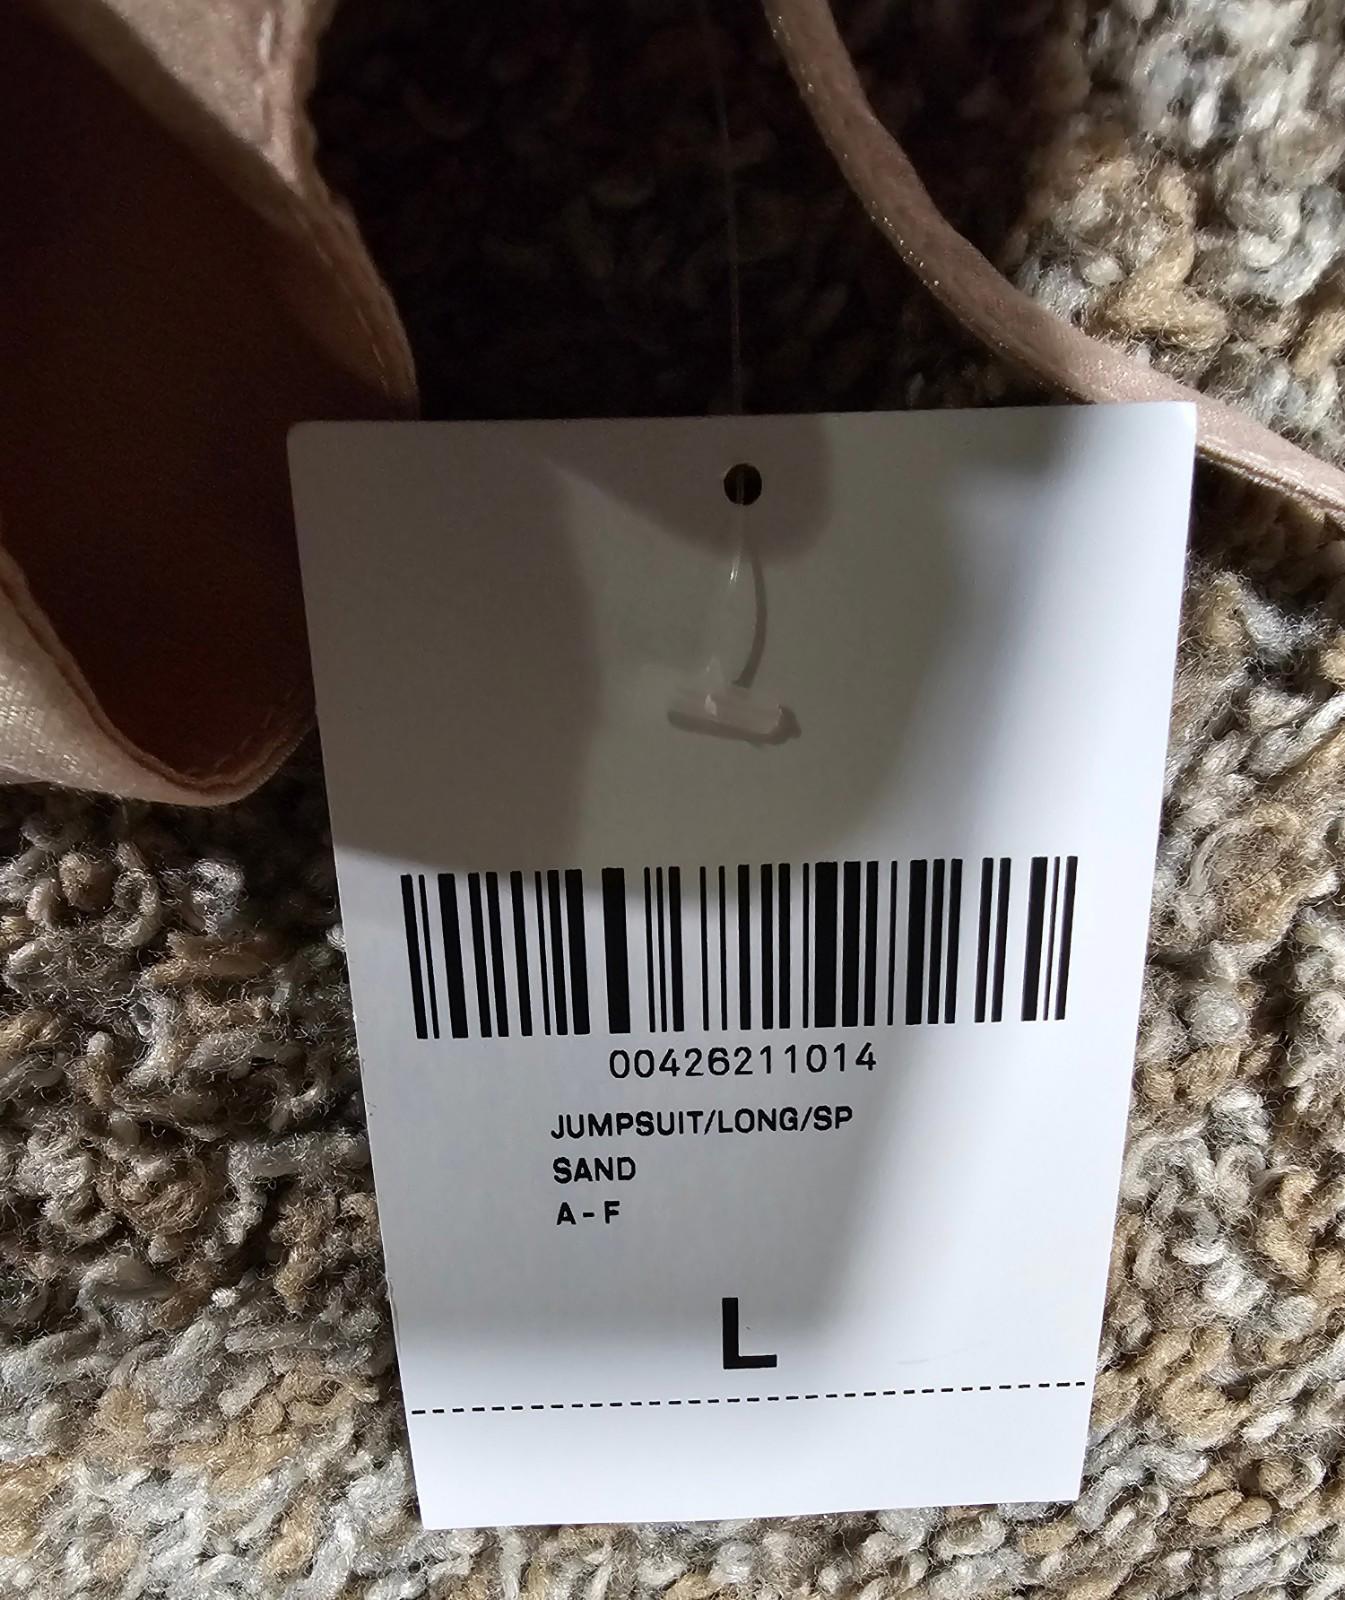 00426211014
JUMPSUIT/LONG/SP
SAND
A-F
L